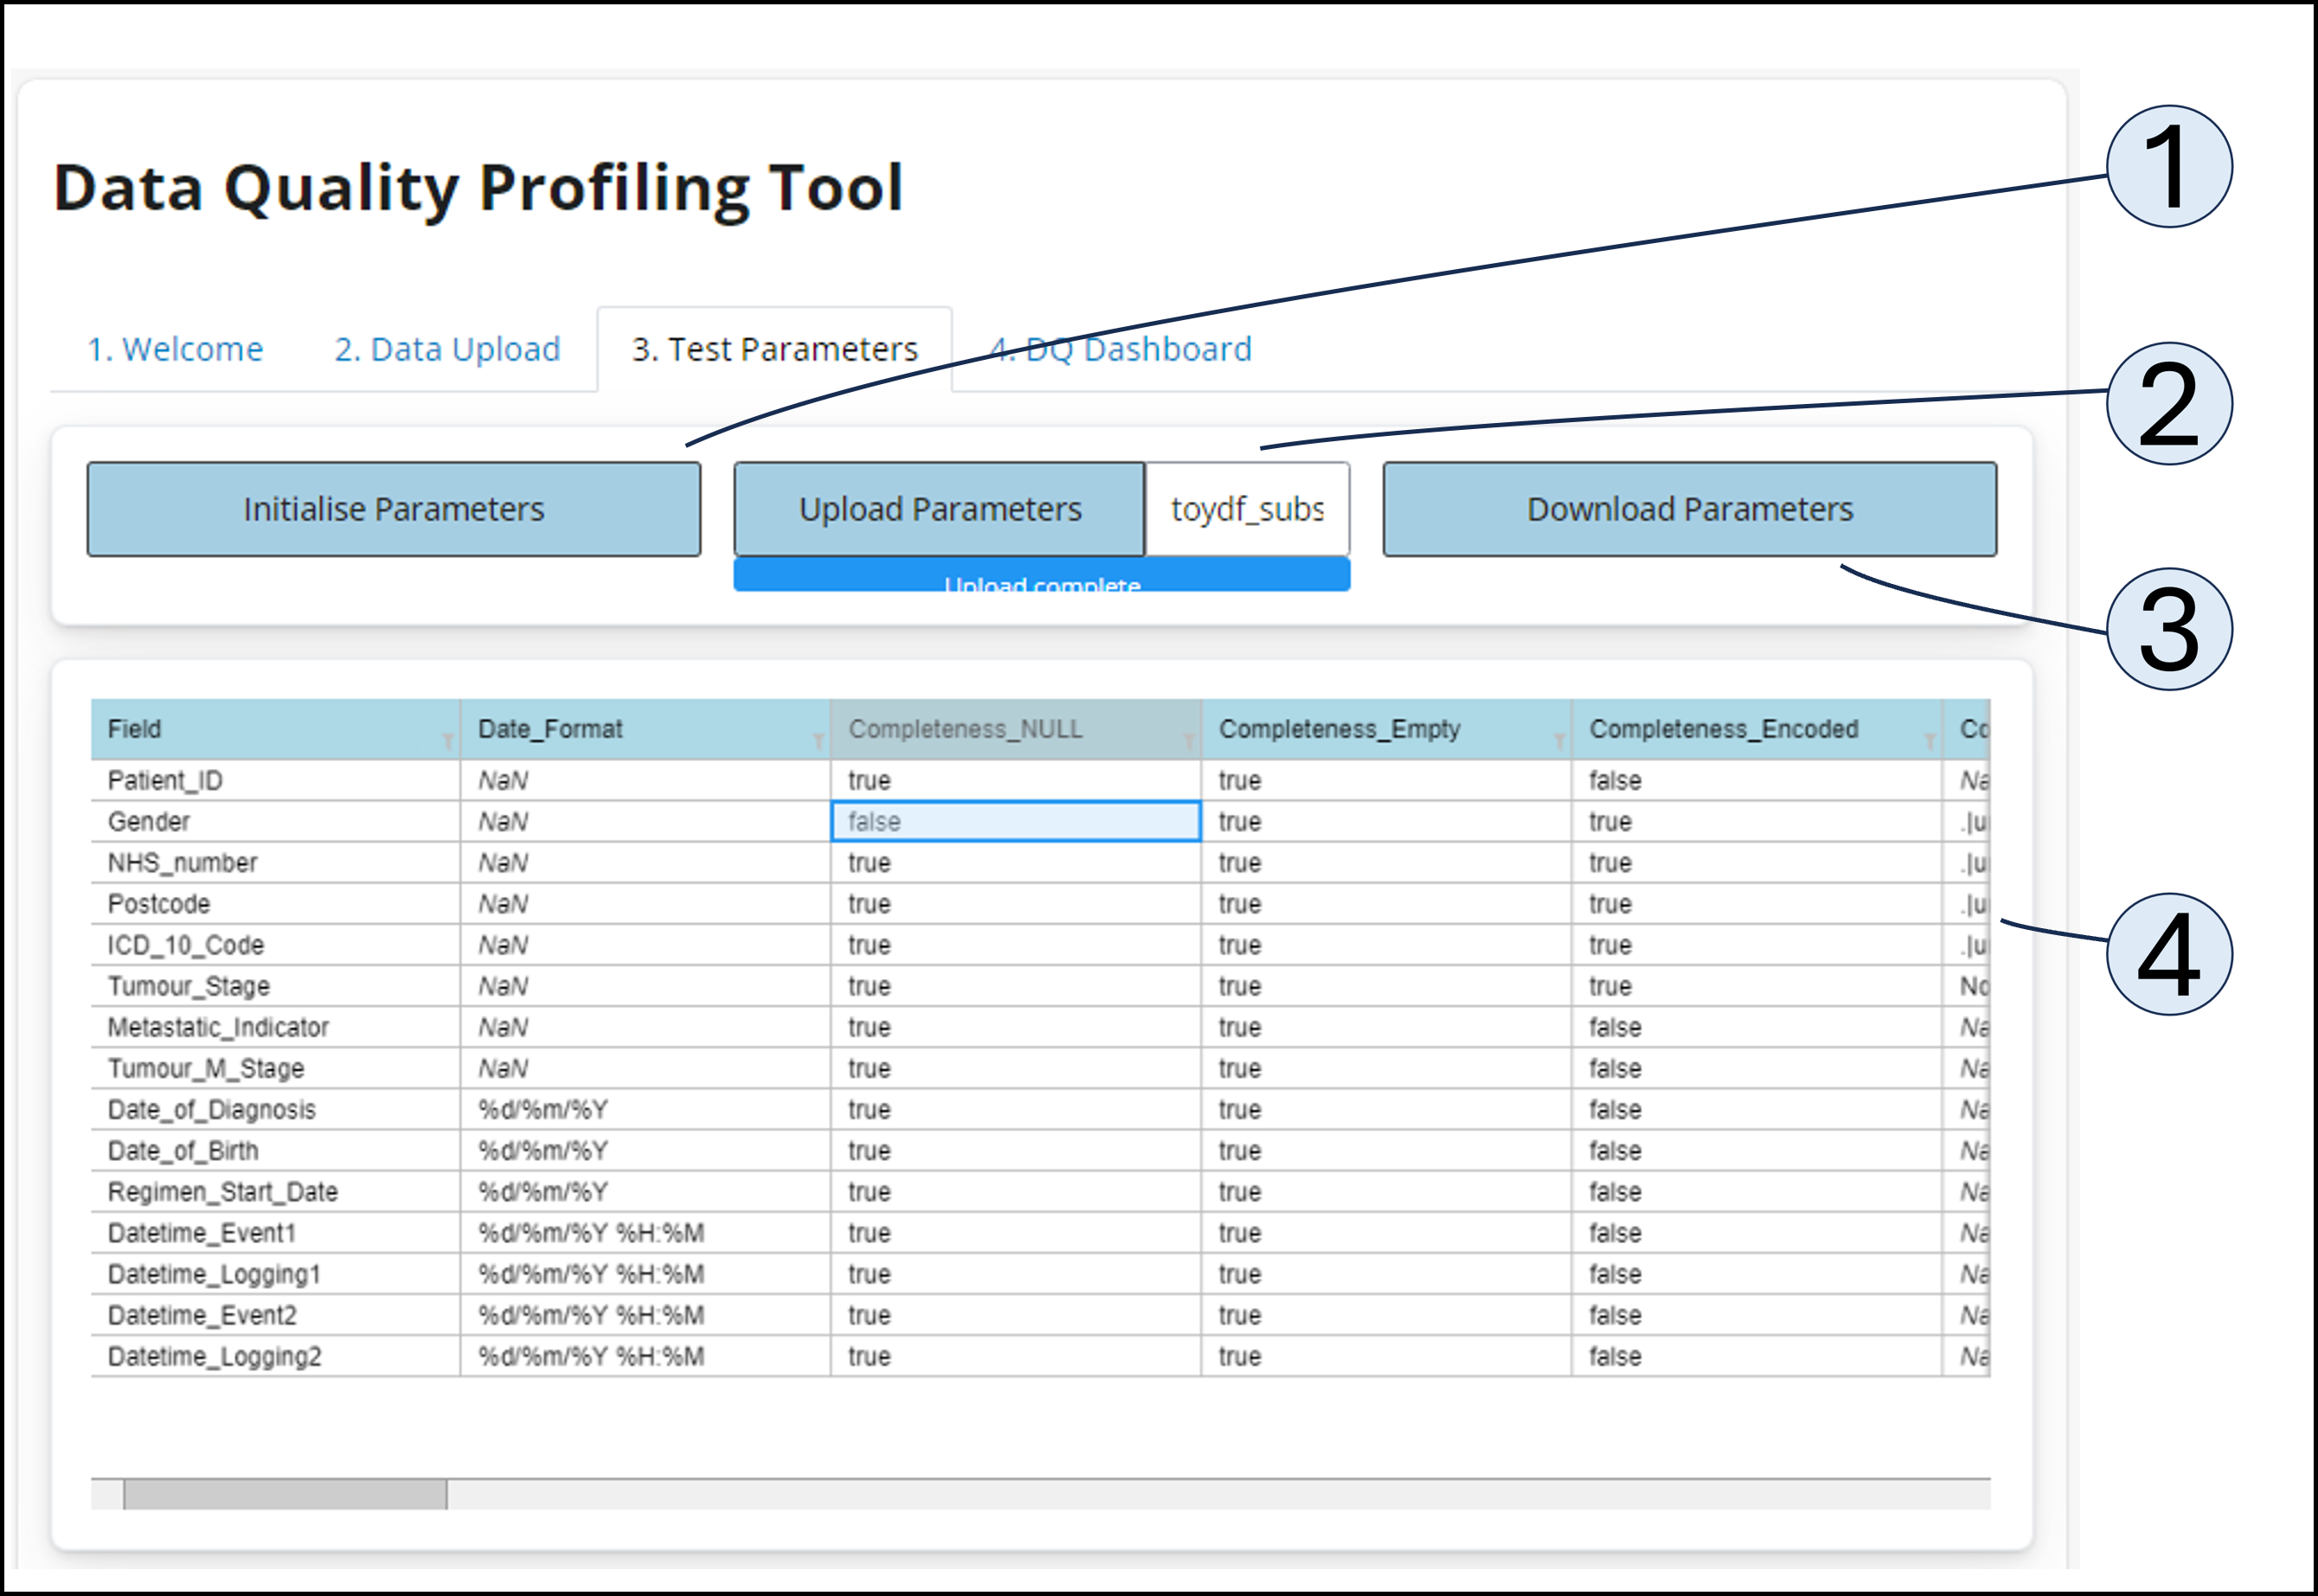 Data Quality Profiling Tool
1. Welcome 2. Data Upload 3. Test Parameters 4. DQ Dashboard
Initialise Parameters Upload Parameters toydf_subs Download Parameters
Upload complete
Field Date_Format Completeness_NULL Completeness_Empty Completeness_Encoded Co
Patient_ID NaN true true false Na
Gender NaN false true true .|u
NHS_number NaN true true true .|u
Postcode NaN true true true .|u
ICD_10_Code NaN true true true .|u
Tumour_Stage NaN true true true No
Metastatic_Indicator NaN true true false Na
Tumour_M_Stage NaN true true false Na
Date_of_Diagnosis %d/%m/%Y true true false Na
Date_of_Birth %d/%m/%Y true true false Na
Regimen_Start_Date %d/%m/%Y true true false Na
Datetime_Event1 %d/%m/%Y %H:%M true true false Na
Datetime_Logging1 %d/%m/%Y %H:%M true true false Na
Datetime_Event2 %d/%m/%Y %H:%M true true false Na
Datetime_Logging2 %d/%m/%Y %H:%M true true false Na
1
2
3
4